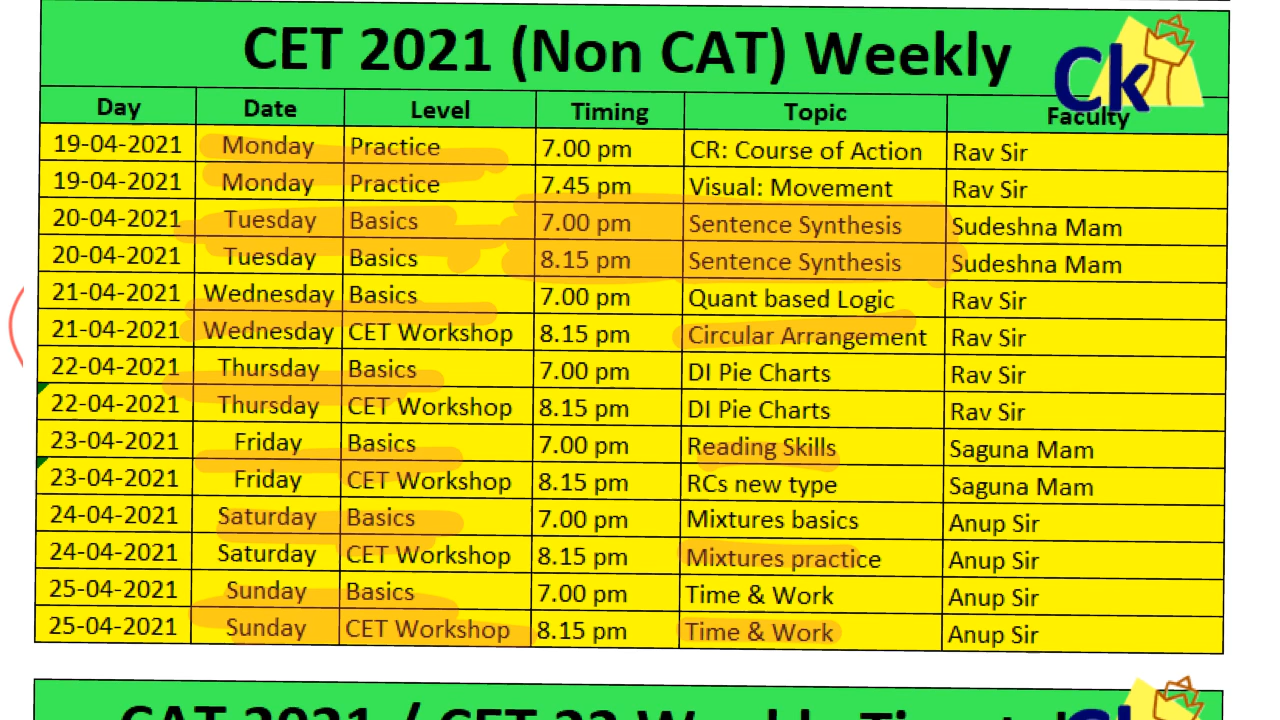 CET 2021 (Non CAT) Weekly
Ck
Day Date Level Timing Topic Faculty
19-04-2021 Monday Practice 7.00 pm CR: Course of Action Rav Sir
19-04-2021 Monday Practice 7.45 pm Visual: Movement Rav Sir
20-04-2021 Tuesday Basics 7.00 pm Sentence Synthesis Sudeshna Mam
20-04-2021 Tuesday Basics 8.15 pm Sentence Synthesis Sudeshna Mam
21-04-2021 Wednesday Basics 7.00 pm Quant based Logic Rav Sir
21-04-2021 Wednesday CET Workshop 8.15 pm Circular Arrangement Rav Sir
22-04-2021 Thursday Basics 7.00 pm DI Pie Charts Rav Sir
22-04-2021 Thursday CET Workshop 8.15 pm DI Pie Charts Rav Sir
23-04-2021 Friday Basics 7.00 pm Reading Skills Saguna Mam
23-04-2021 Friday CET Workshop 8.15 pm RCs new type Saguna Mam
24-04-2021 Saturday Basics 7.00 pm Mixtures basics Anup Sir
24-04-2021 Saturday CET Workshop 8.15 pm Mixtures practice Anup Sir
25-04-2021 Sunday Basics 7.00 pm Time & Work Anup Sir
25-04-2021 Sunday CET Workshop 8.15 pm Time & Work Anup Sir
CAT 2021 / CET 22 Weekly